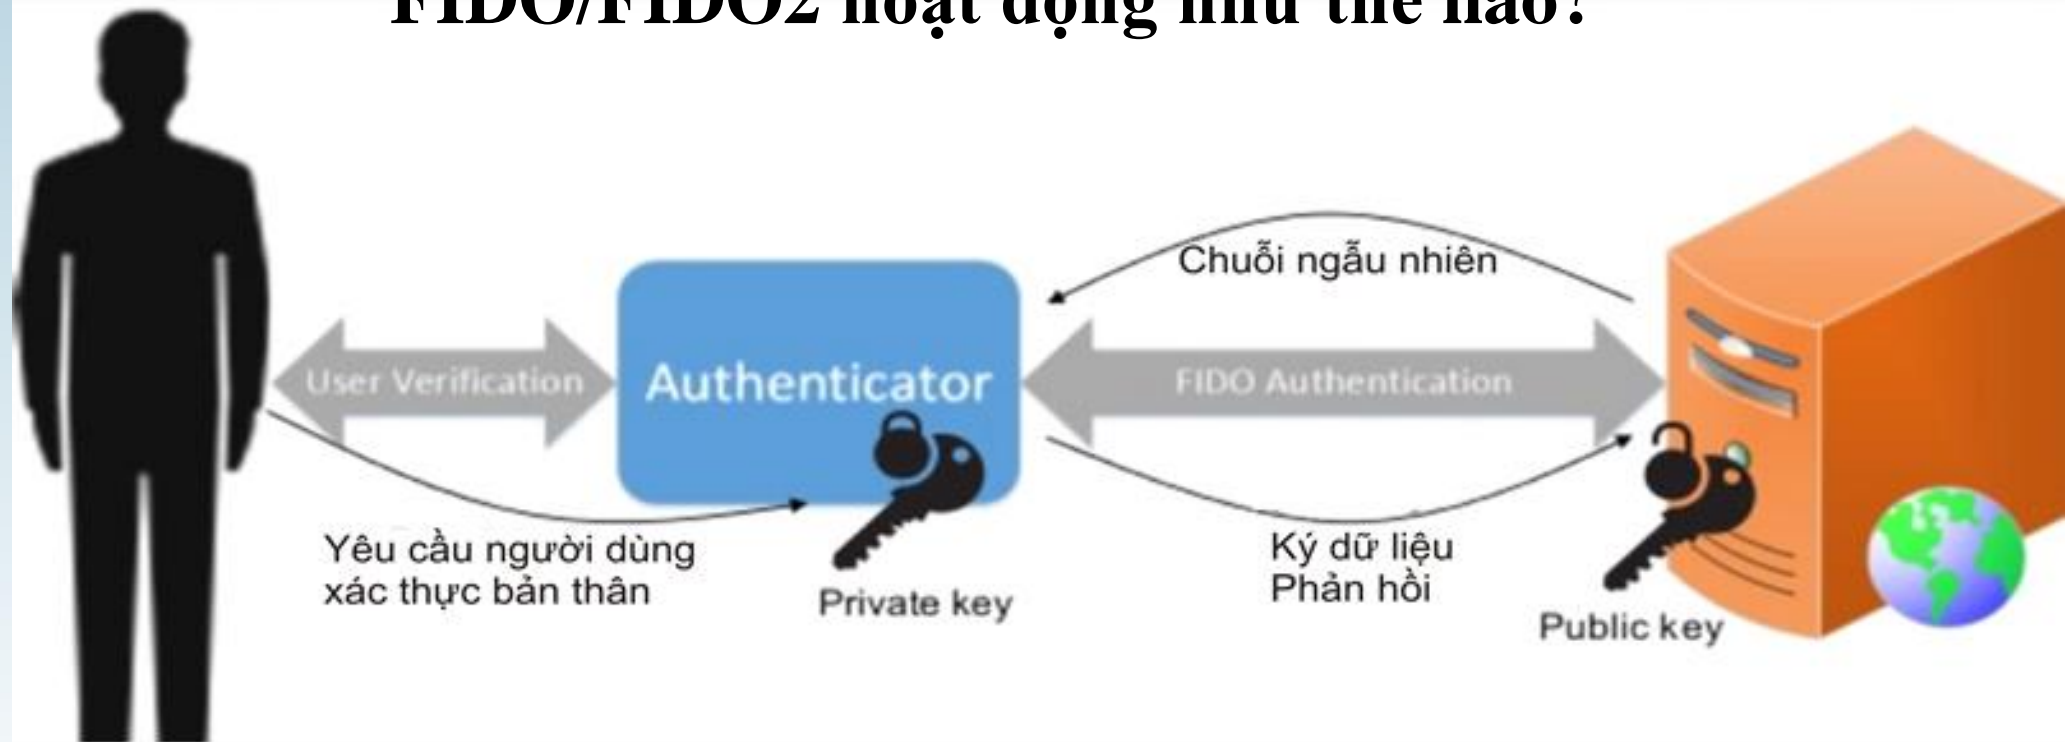 FIDO/FIDO2 hoạt động như thế nào?
Chuỗi ngẫu nhiên
User Verification
Authenticator
FIDO Authentication
Yêu cầu người dùng
xác thực bản thân
Private key
Ký dữ liệu
Phản hồi
Public key